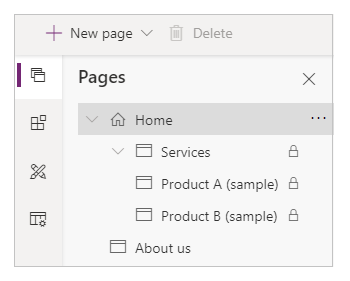 New page Delete
Pages
Home
Services
Product A (sample)
Product B (sample)
About us